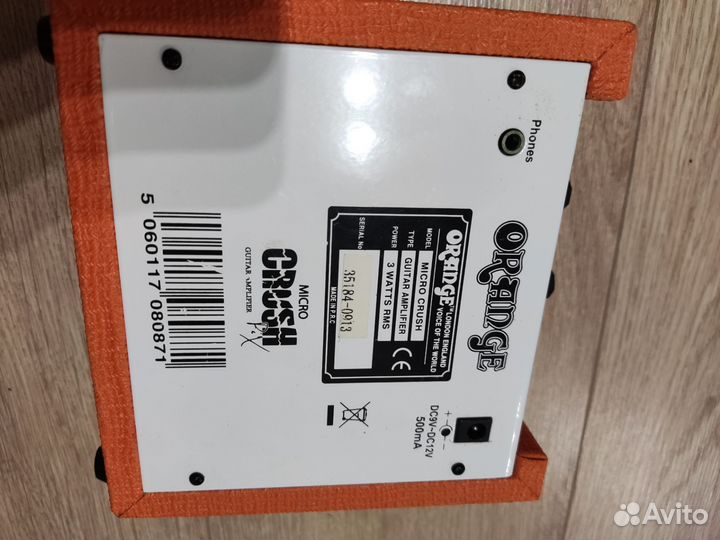 Phones
ORANGE
DC9V~DC12V
500mA
+ -
ORANGE
LONDON ENGLAND
VOICE OF THE WORLD
MODEL MICRO CRUSH
TYPE GUITAR AMPLIFIER
POWER 3 WATTS RMS
CE
SERIAL No. 35184-0913
MADE IN P.R.C
MICRO
CRUSH
PiX
GUITAR AMPLIFIER
5 060117 080871
Avito